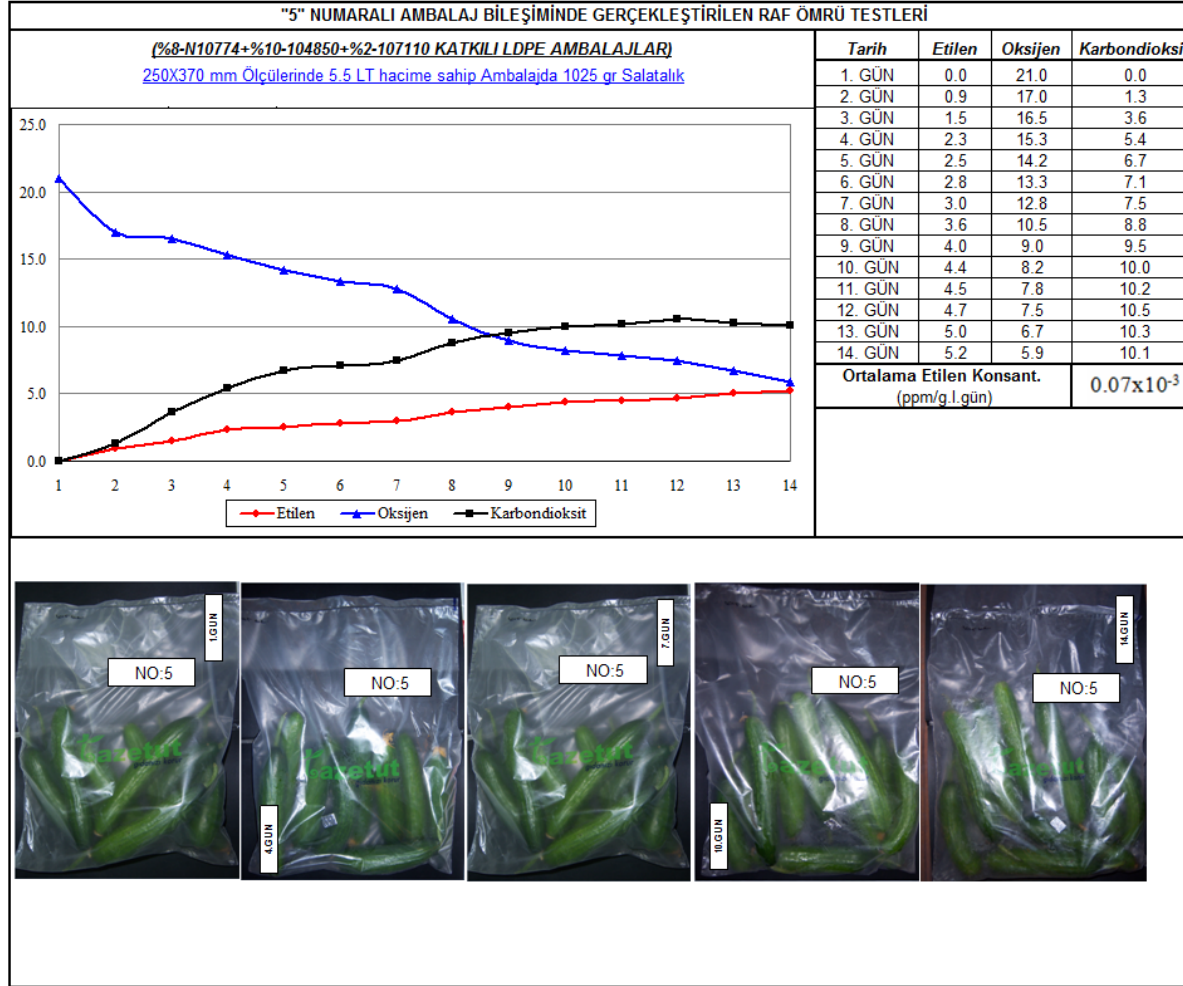 "5" NUMARALI AMBALAJ BİLEŞİMİNDE GERÇEKLEŞTİRİLEN RAF ÖMRÜ TESTLERİ
(%8-N10774+%10-104850+%2-107110 KATKILI LDPE AMBALAJLAR)
250X370 mm Ölçülerinde 5.5 LT hacime sahip Ambalajda 1025 gr Salatalık
25.0
20.0
15.0
10.0
5.0
0.0
1 2 3 4 5 6 7 8 9 10 11 12 13 14
Etilen Oksijen Karbondioksit
Tarih Etilen Oksijen Karbondioksi
1. GÜN 0.0 21.0 0.0
2. GÜN 0.9 17.0 1.3
3. GÜN 1.5 16.5 3.6
4. GÜN 2.3 15.3 5.4
5. GÜN 2.5 14.2 6.7
6. GÜN 2.8 13.3 7.1
7. GÜN 3.0 12.8 7.5
8. GÜN 3.6 10.5 8.8
9. GÜN 4.0 9.0 9.5
10. GÜN 4.4 8.2 10.0
11. GÜN 4.5 7.8 10.2
12. GÜN 4.7 7.5 10.5
13. GÜN 5.0 6.7 10.3
14. GÜN 5.2 5.9 10.1
Ortalama Etilen Konsant.
(ppm/g.l.gün)
0.07x10⁻³
1.GUN
NO:5
tazetut
4.GUN
NO:5
tazetut
7.GUN
NO:5
tazetut
10.GUN
NO:5
tazetut
14.GUN
NO:5
tazetut